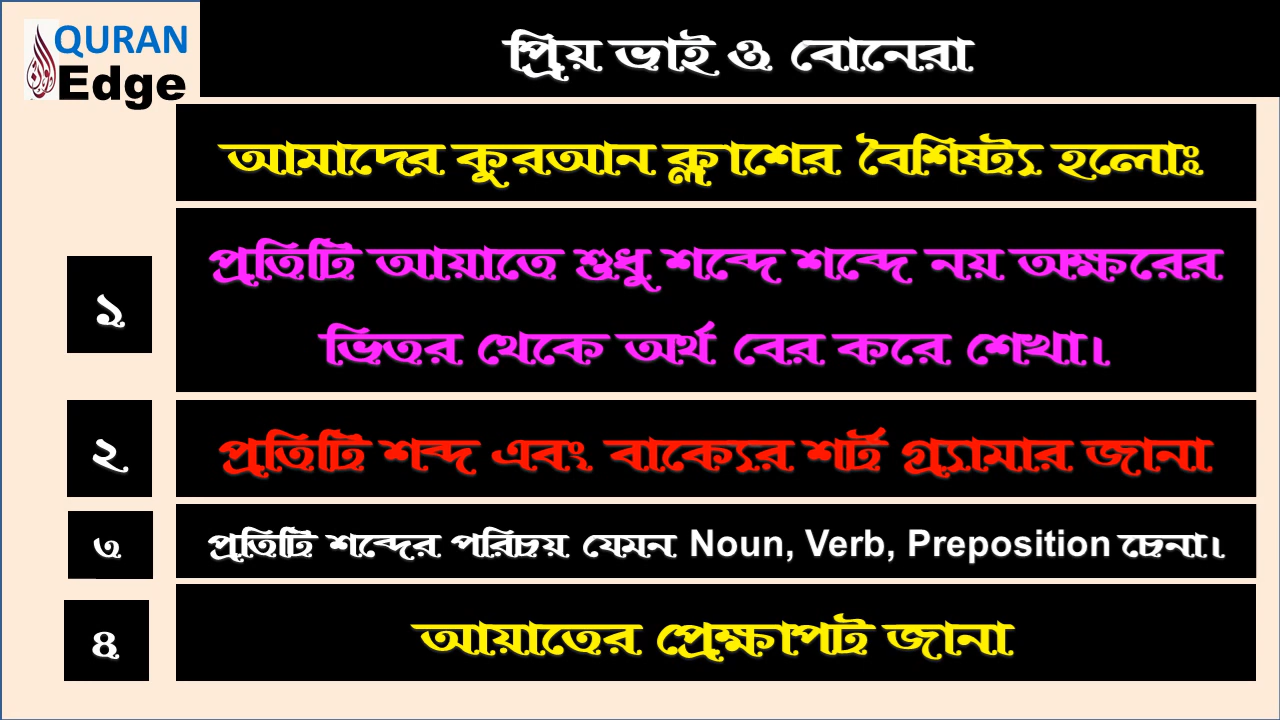 QURAN
Edge
প্রিয় ভাই ও বোনেরা
আমাদের কুরআন ক্লাশের বৈশিষ্ট্য হলোঃ
১
প্রতিটি আয়াতে শুধু শব্দে শব্দে নয় অক্ষরের
ভিতর থেকে অর্থ বের করে শেখা।
২
প্রতিটি শব্দ এবং বাক্যের শর্ট গ্র্যামার জানা
৩
প্রতিটি শব্দের পরিচয় যেমন Noun, Verb, Preposition চেনা।
৪
আয়াতের প্রেক্ষাপট জানা